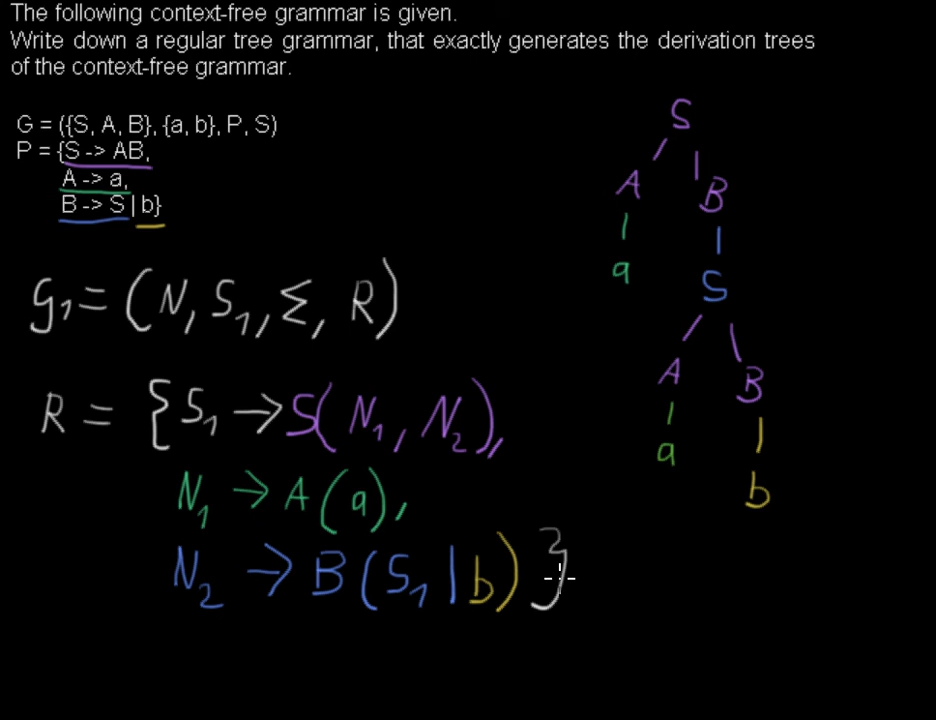 The following context-free grammar is given.
Write down a regular tree grammar, that exactly generates the derivation trees
of the context-free grammar.
G = ({S, A, B}, {a, b}, P, S)
P = {S -> AB,
A -> a,
B -> S | b}
G₁ = (N, S₁, Σ, R)
R = { S₁ → S(N₁, N₂),
N₁ → A(a),
N₂ → B(S₁ | b) }
S
A B
a
S
A B
a
b